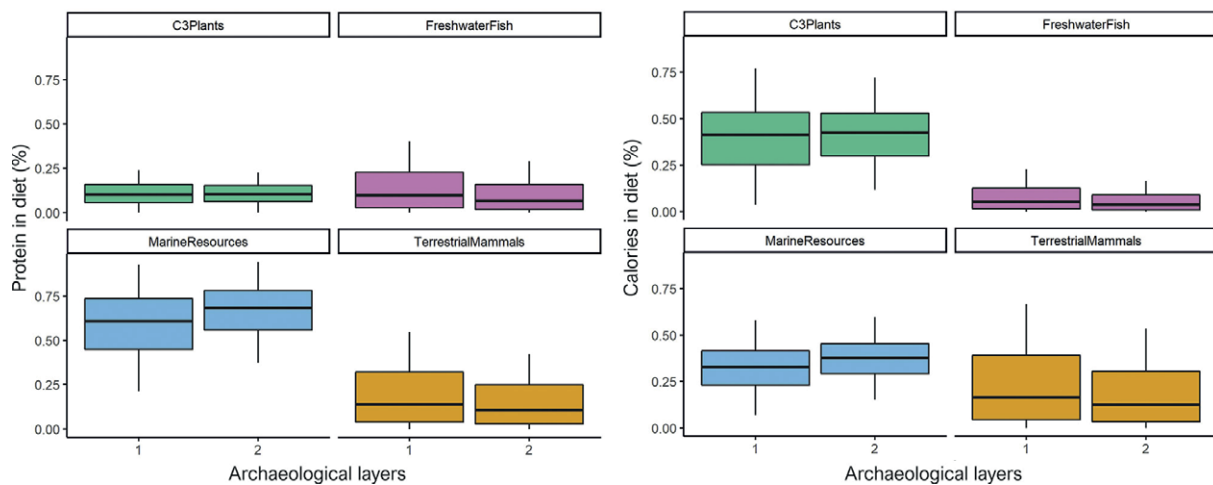 C3Plants FreshwaterFish
0.75
0.50
0.25
0.00
Protein in diet (%)
MarineResources TerrestrialMammals
0.75
0.50
0.25
0.00
1 2 1 2
Archaeological layers
C3Plants FreshwaterFish
0.75
0.50
0.25
0.00
Calories in diet (%)
MarineResources TerrestrialMammals
0.75
0.50
0.25
0.00
1 2 1 2
Archaeological layers